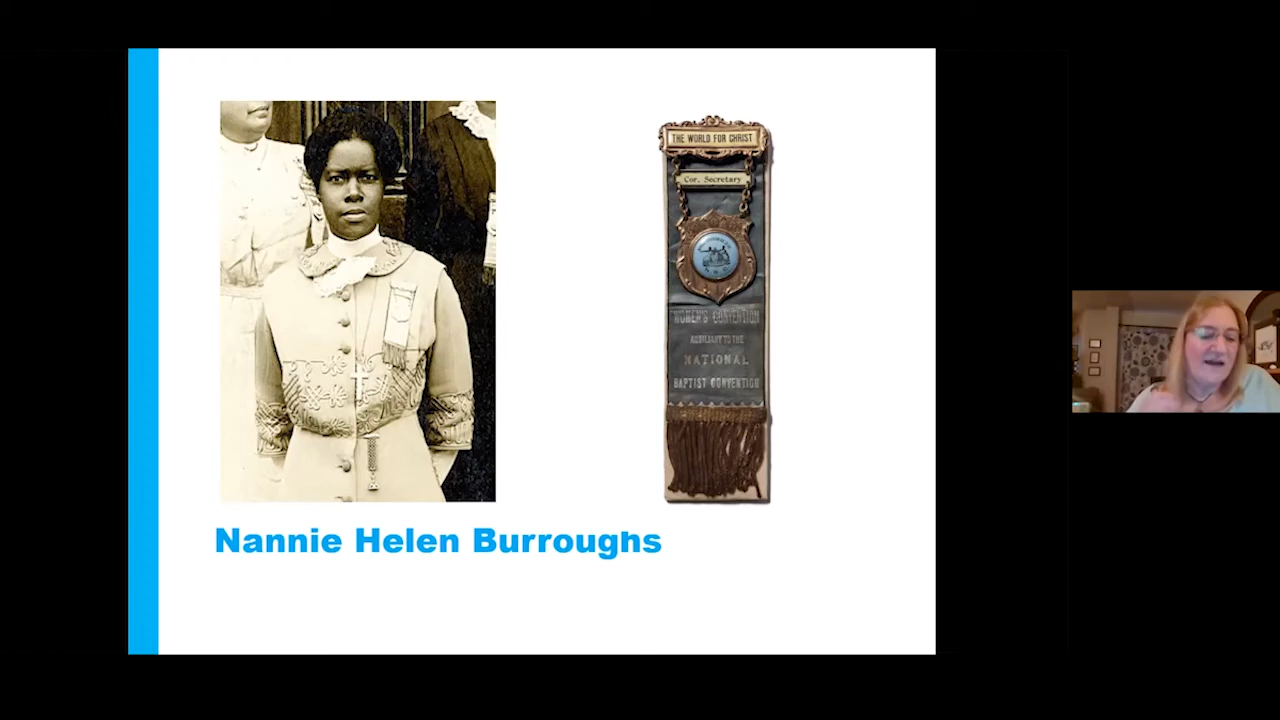 THE WORLD FOR CHRIST
Cor. Secretary
WOMEN'S CONVENTION
AUXILIARY TO THE
NATIONAL
BAPTIST CONVENTION
Nannie Helen Burroughs